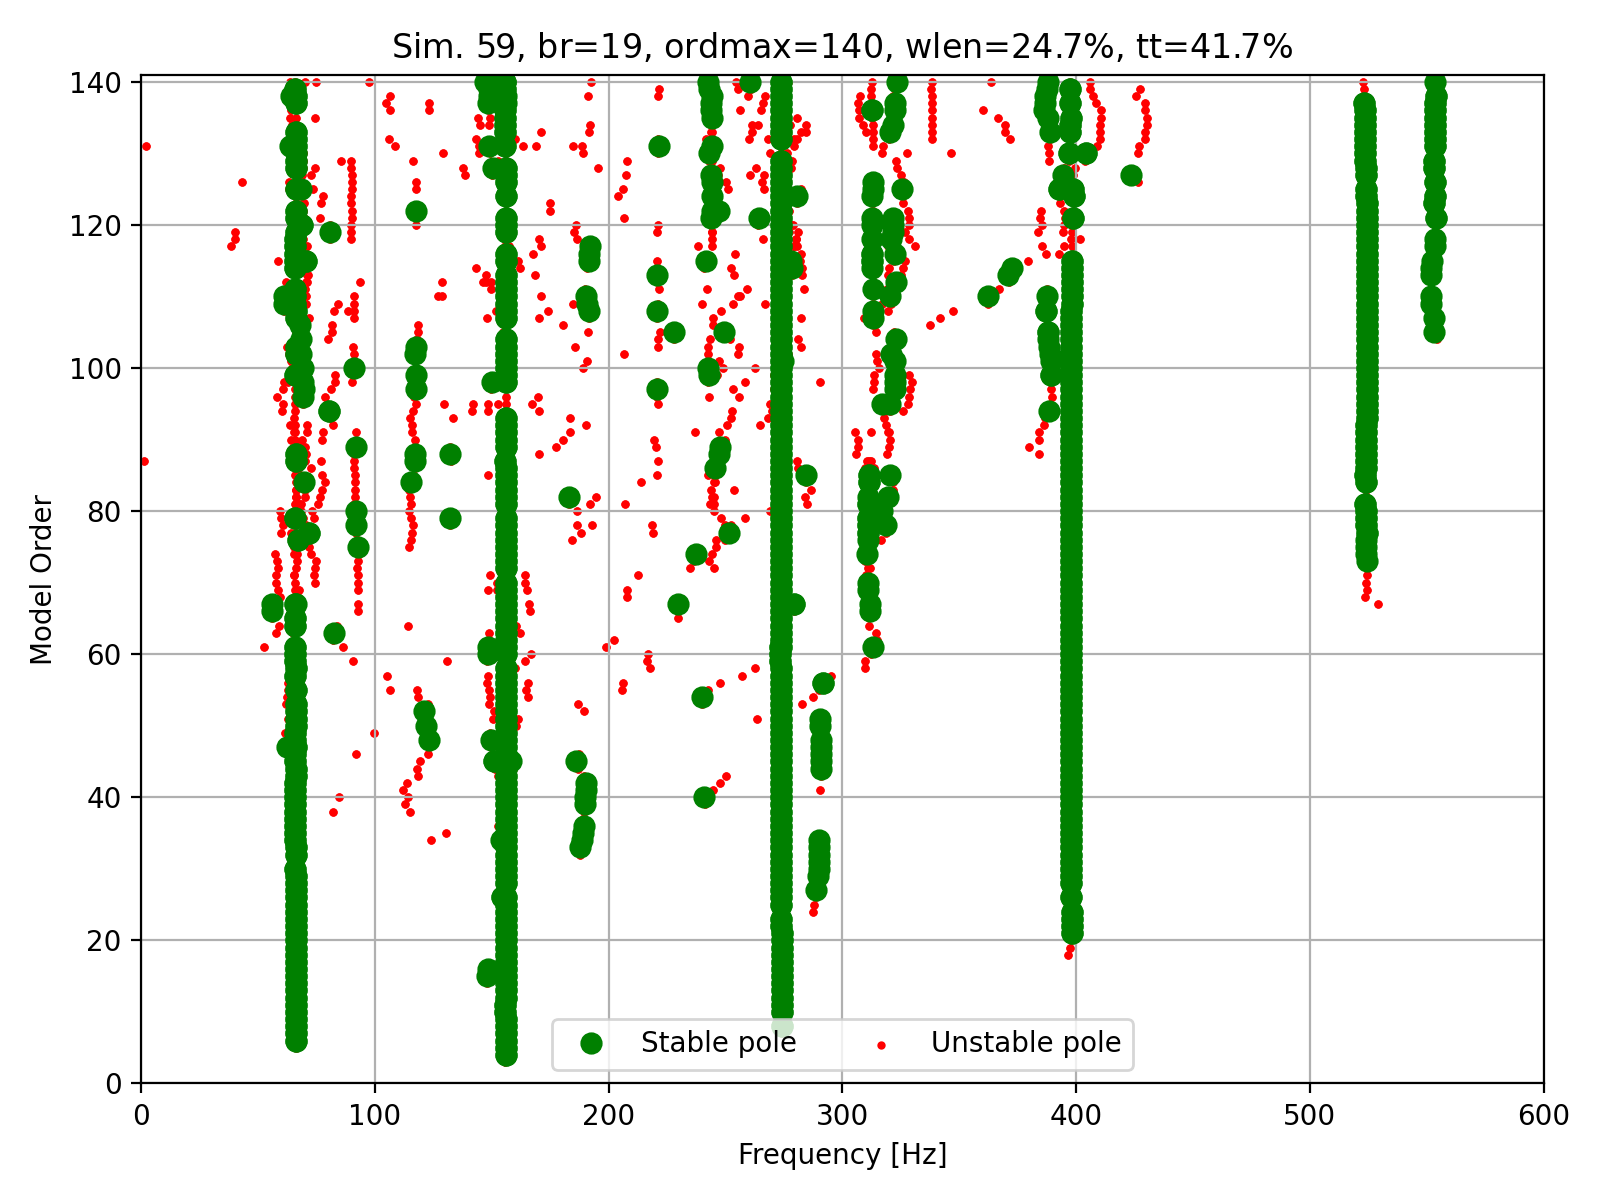 Sim. 59, br=19, ordmax=140, wlen=24.7%, tt=41.7%
140
120
100
80
60
40
20
0
Model Order
Stable pole Unstable pole
0 100 200 300 400 500 600
Frequency [Hz]